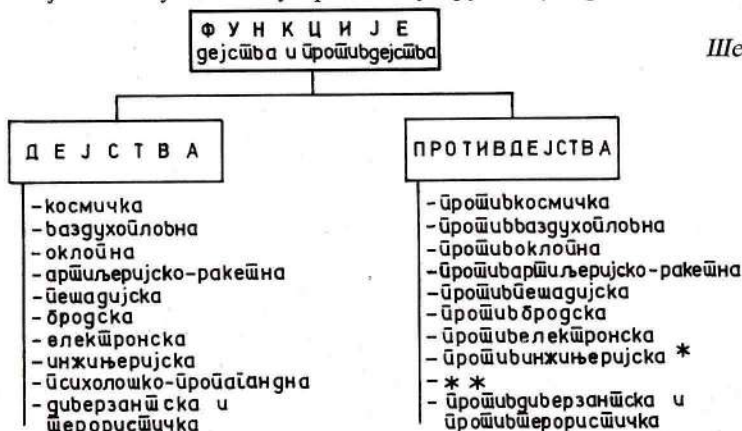 ФУНКЦИЈЕ
дејства и противдејства
Ше
ДЕЈСТВА
-космичка
-ваздухопловна
-оклопна
-артиљеријско-ракетна
-пешадијска
-бродска
-електронска
-инжињеријска
-психолошко-пропагандна
-диверзантска и
терористичка
ПРОТИВДЕЈСТВА
-противкосмичка
-противваздухопловна
-противоклопна
-противартиљеријско-ракетна
-противпешадијска
-противбродска
-противелектронска
-противинжињеријска *
-* *
- противдиверзантска и
противтерористичка